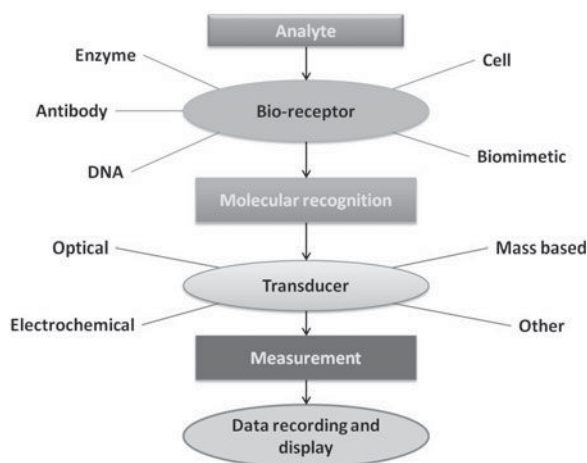 Analyte
Enzyme
Cell
Antibody
Bio-receptor
DNA
Biomimetic
Molecular recognition
Optical
Mass based
Transducer
Electrochemical
Other
Measurement
Data recording and
display